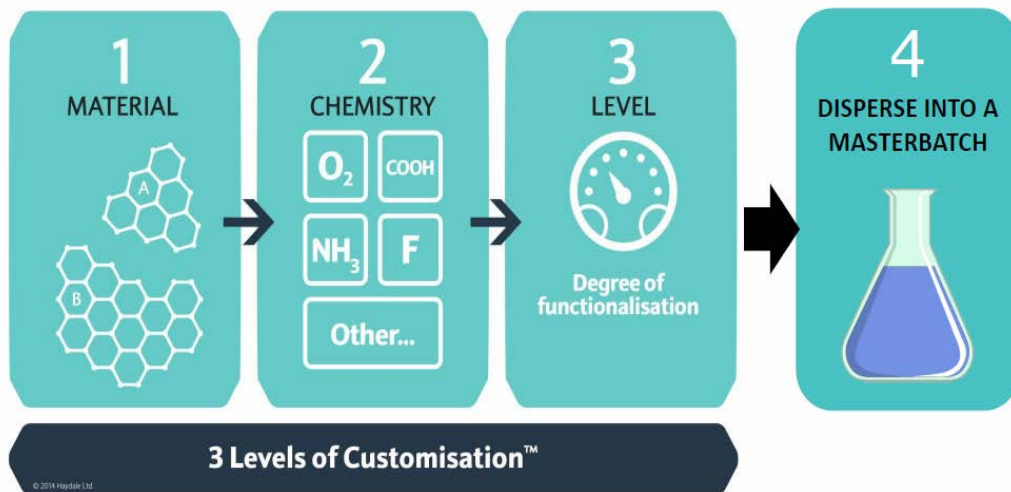 1
MATERIAL
A
B
2
CHEMISTRY
O₂
COOH
NH₃
F
Other...
3
LEVEL
Degree of
functionalisation
4
DISPERSE INTO A
MASTERBATCH
3 Levels of Customisation™
© 2014 Haydale Ltd.